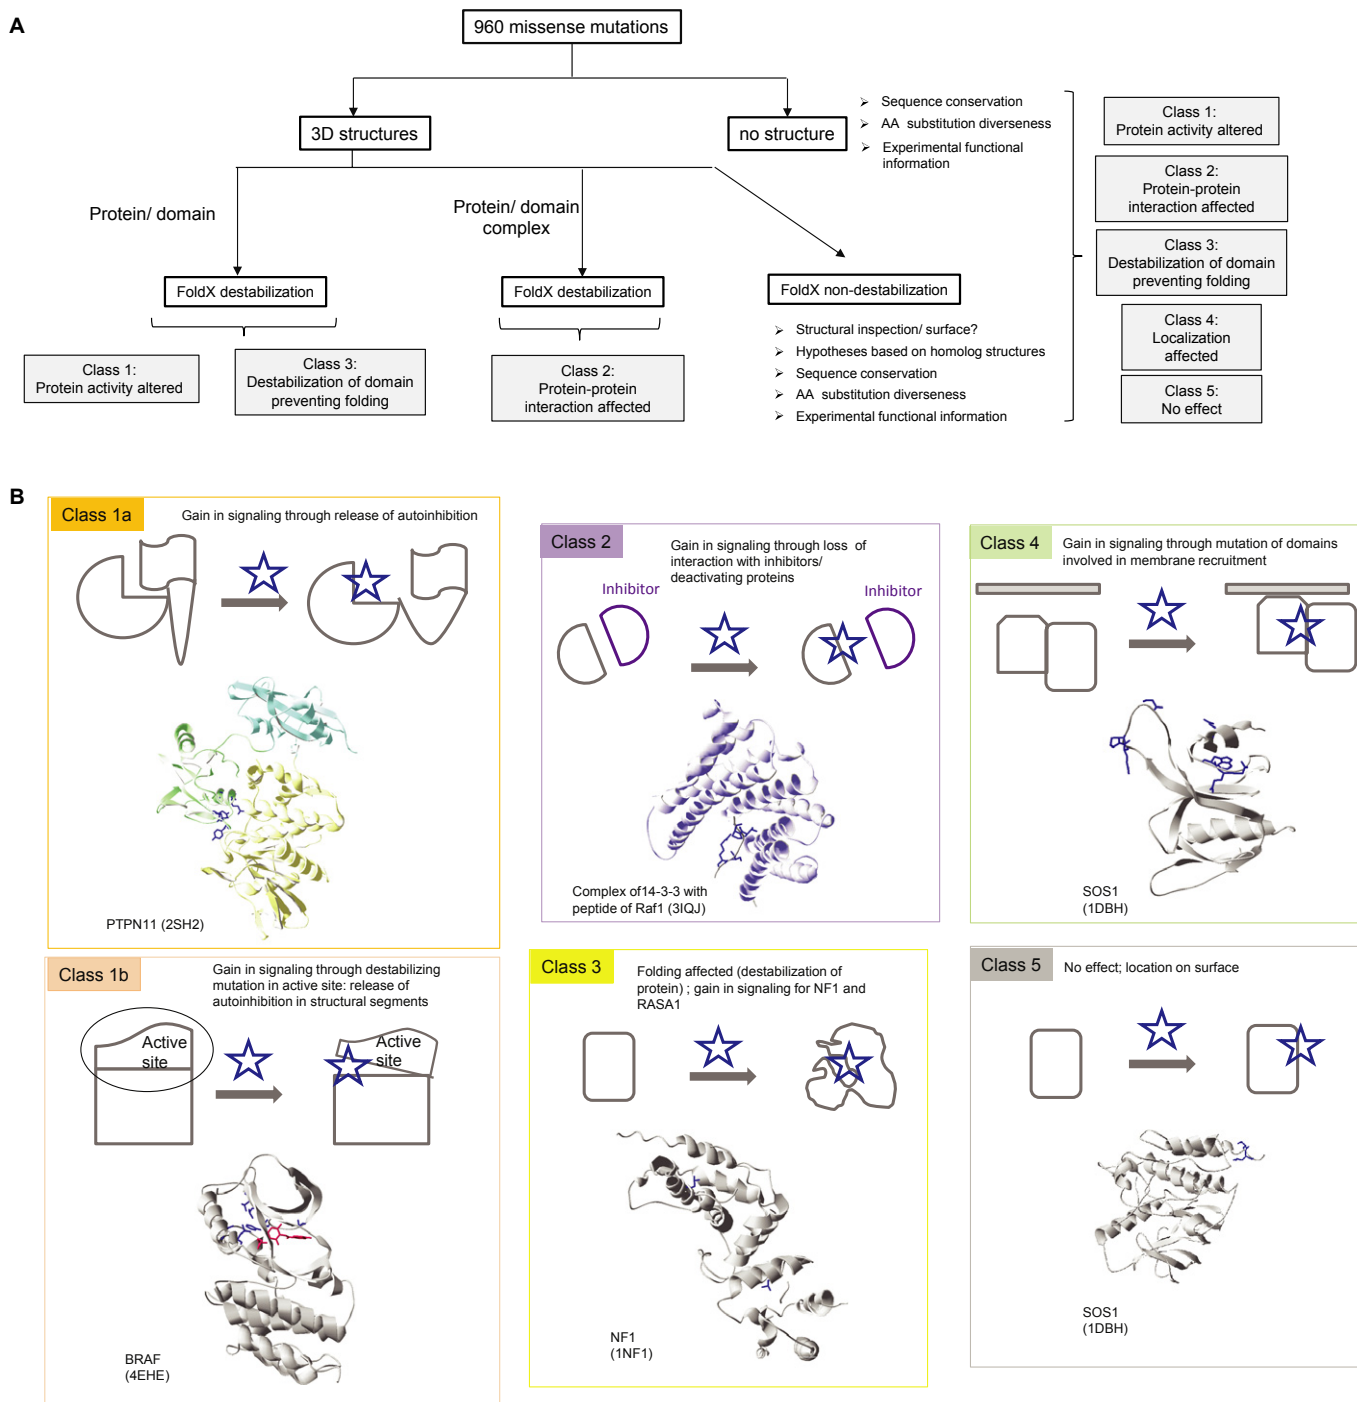 A
960 missense mutations
3D structures
no structure
➢ Sequence conservation
➢ AA substitution diverseness
➢ Experimental functional
information
Class 1:
Protein activity altered
Class 2:
Protein-protein
interaction affected
Class 3:
Destabilization of domain
preventing folding
Class 4:
Localization
affected
Class 5:
No effect
Protein/ domain
Protein/ domain
complex
FoldX destabilization
FoldX destabilization
FoldX non-destabilization
Class 1:
Protein activity altered
Class 3:
Destabilization of domain
preventing folding
Class 2:
Protein-protein
interaction affected
➢ Structural inspection/ surface?
➢ Hypotheses based on homolog structures
➢ Sequence conservation
➢ AA substitution diverseness
➢ Experimental functional information
B
Class 1a
Gain in signaling through release of autoinhibition
PTPN11 (2SH2)
Class 2
Gain in signaling through loss of
interaction with inhibitors/
deactivating proteins
Inhibitor
Inhibitor
Complex of14-3-3 with
peptide of Raf1 (3IQJ)
Class 4
Gain in signaling through mutation of domains
involved in membrane recruitment
SOS1
(1DBH)
Class 1b
Gain in signaling through destabilizing
mutation in active site: release of
autoinhibition in structural segments
Active
site
Active
site
BRAF
(4EHE)
Class 3
Folding affected (destabilization of
protein) ; gain in signaling for NF1 and
RASA1
NF1
(1NF1)
Class 5
No effect; location on surface
SOS1
(1DBH)